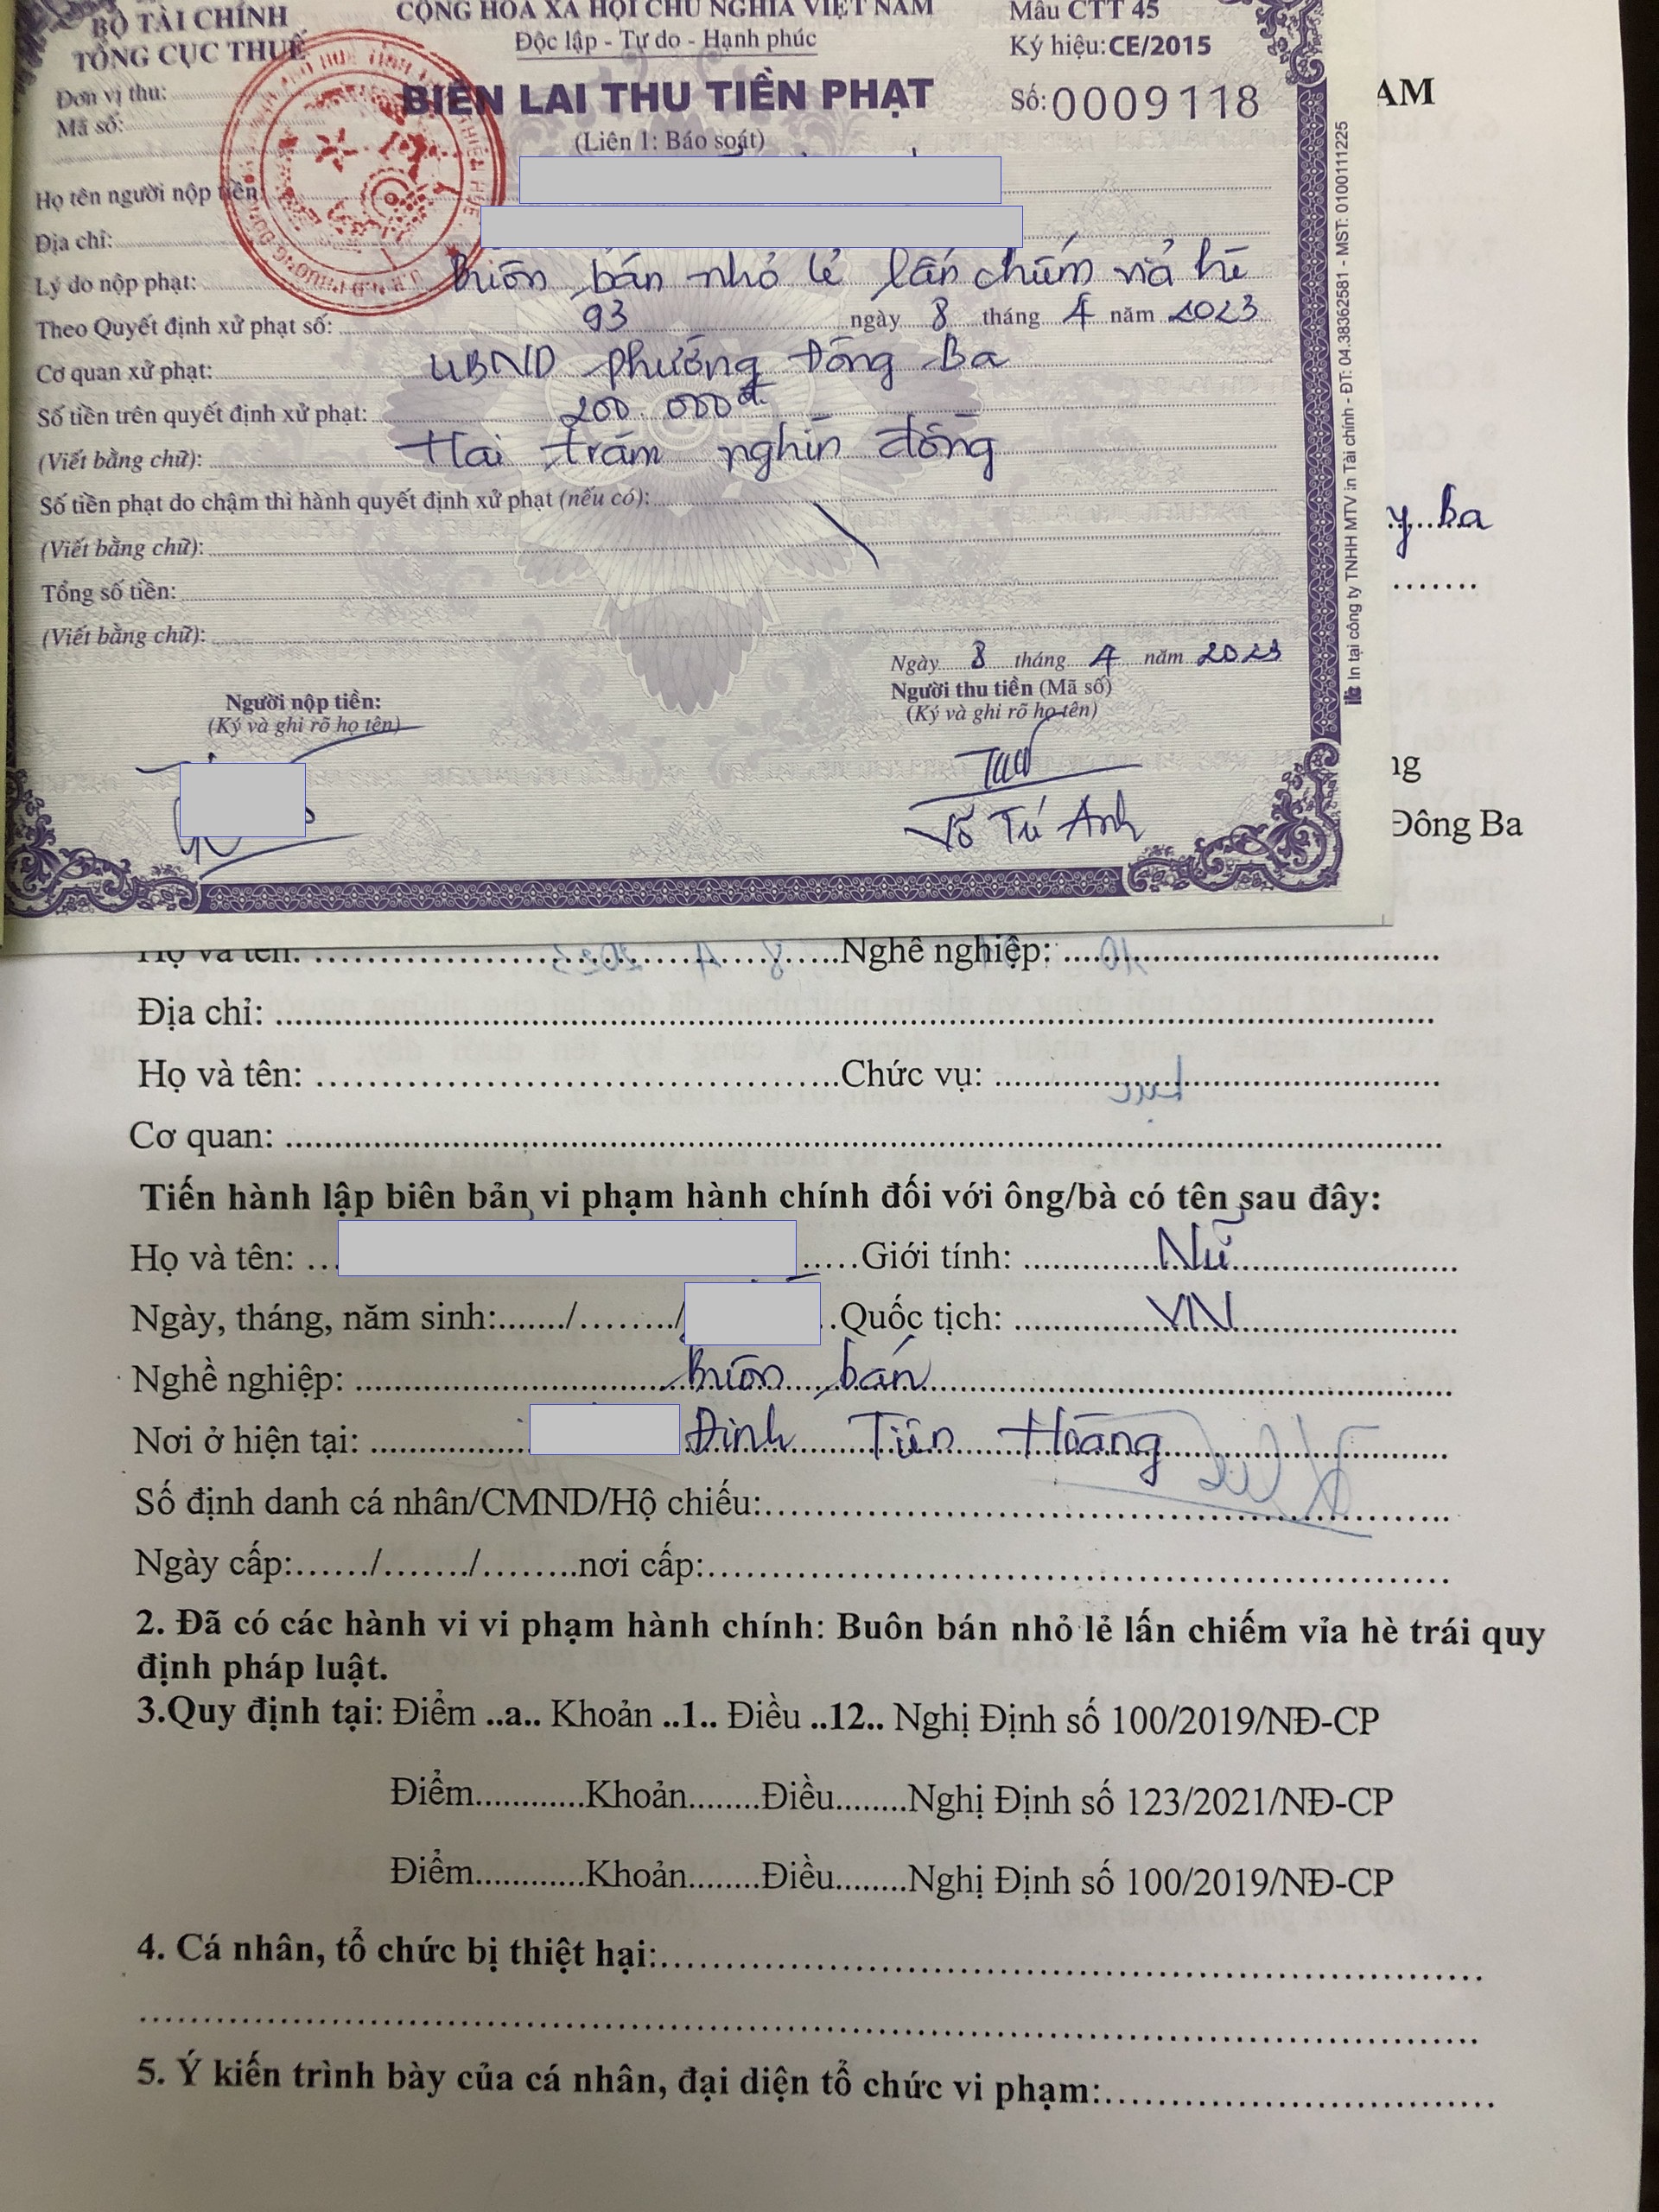 BỘ TÀI CHÍNH
TỔNG CỤC THUẾ
CỘNG HÒA XÃ HỘI CHỦ NGHĨA VIỆT NAM
Độc lập - Tự do - Hạnh phúc
Mẫu CTT 45
Ký hiệu:CE/2015
Số:0009118
Đơn vị thu:
Mã số:
BIÊN LAI THU TIỀN PHẠT
(Liên 1: Báo soát)
Họ tên người nộp tiền:
Địa chỉ:
Lý do nộp phạt: buôn bán nhỏ lẻ lấn chiếm vỉa hè
Theo Quyết định xử phạt số: 93 ngày 8 tháng 4 năm 2023
Cơ quan xử phạt: UBND phường Đông Ba
Số tiền trên quyết định xử phạt: 200.000đ
(Viết bằng chữ): Hai trăm nghìn đồng
Số tiền phạt do chậm thi hành quyết định xử phạt (nếu có):
(Viết bằng chữ):
Tổng số tiền:
(Viết bằng chữ):
Ngày 8 tháng 4 năm 2023
Người nộp tiền:
(Ký và ghi rõ họ tên)
Người thu tiền (Mã số)
(Ký và ghi rõ họ tên)
Võ Tú Anh
In tại công ty TNHH MTV in Tài chính - ĐT: 04.38362581 - MST: 0100111225
AM
y ba
ng
Đông Ba
Họ và tên: Nghề nghiệp:
Địa chỉ:
Họ và tên: Chức vụ:
Cơ quan:
Tiến hành lập biên bản vi phạm hành chính đối với ông/bà có tên sau đây:
Họ và tên: Giới tính: Nữ
Ngày, tháng, năm sinh:......./......../ Quốc tịch: VN
Nghề nghiệp: buôn bán
Nơi ở hiện tại: Đinh Tiên Hoàng
Số định danh cá nhân/CMND/Hộ chiếu:
Ngày cấp:....../......./........nơi cấp:
2. Đã có các hành vi vi phạm hành chính: Buôn bán nhỏ lẻ lấn chiếm vỉa hè trái quy
định pháp luật.
3.Quy định tại: Điểm ..a.. Khoản ..1.. Điều ..12.. Nghị Định số 100/2019/NĐ-CP
Điểm............Khoản........Điều........Nghị Định số 123/2021/NĐ-CP
Điểm............Khoản........Điều........Nghị Định số 100/2019/NĐ-CP
4. Cá nhân, tổ chức bị thiệt hại:
5. Ý kiến trình bày của cá nhân, đại diện tổ chức vi phạm: